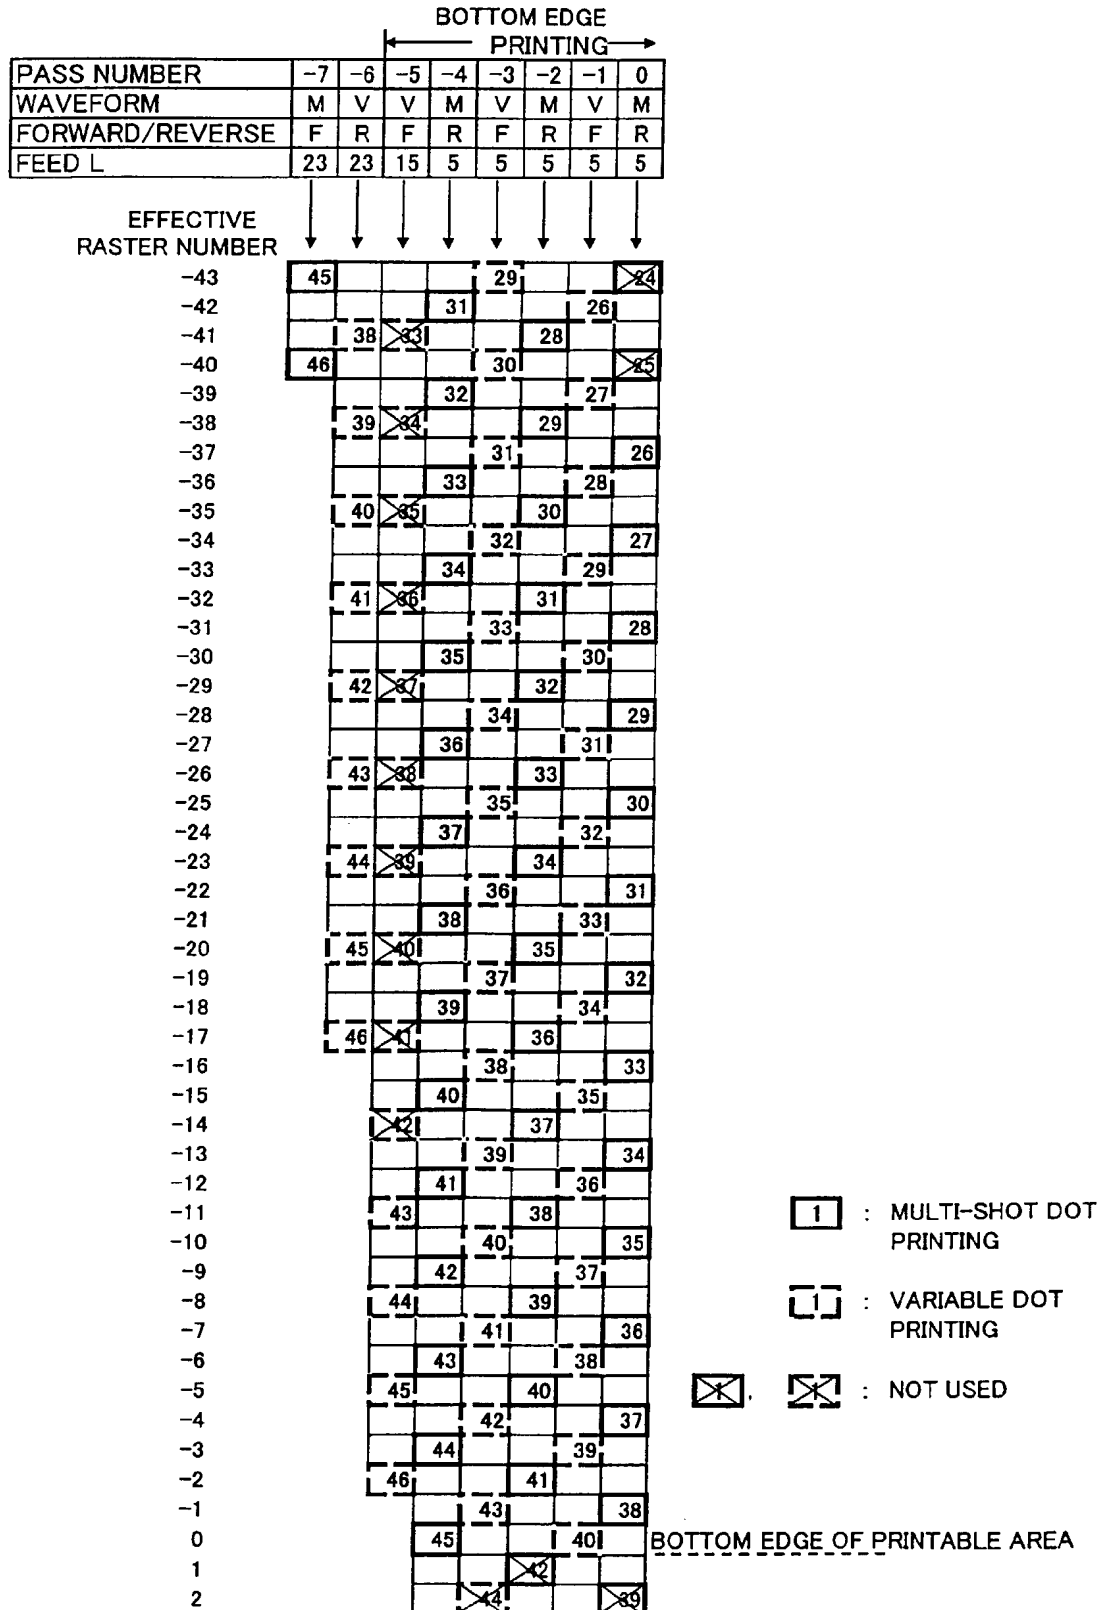 BOTTOM EDGE
PRINTING
PASS NUMBER -7 -6 -5 -4 -3 -2 -1 0
WAVEFORM M V V M V M V M
FORWARD/REVERSE F R F R F R F R
FEED L 23 23 15 5 5 5 5 5
EFFECTIVE
RASTER NUMBER
-43 45 29 24
-42 31 26
-41 38 33 28
-40 46 30 25
-39 32 27
-38 39 34 29
-37 31 26
-36 33 28
-35 40 35 30
-34 32 27
-33 34 29
-32 41 36 31
-31 33 28
-30 35 30
-29 42 37 32
-28 34 29
-27 36 31
-26 43 38 33
-25 35 30
-24 37 32
-23 44 39 34
-22 36 31
-21 38 33
-20 45 40 35
-19 37 32
-18 39 34
-17 46 41 36
-16 38 33
-15 40 35
-14 42 37
-13 39 34
-12 41 36
-11 43 38
-10 40 35
-9 42 37
-8 44 39
-7 41 36
-6 43 38
-5 45 40
-4 42 37
-3 44 39
-2 46 41
-1 43 38
0 45 40 BOTTOM EDGE OF PRINTABLE AREA
1 42
2 44 39
1 : MULTI-SHOT DOT
PRINTING
1 : VARIABLE DOT
PRINTING
1, 1 : NOT USED